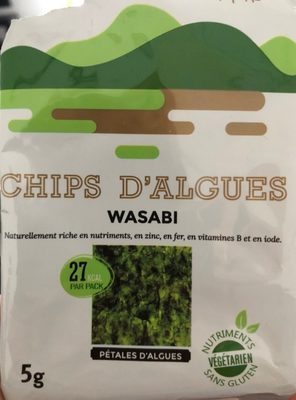 CHIPS D'ALGUES
WASABI
Naturellement riche en nutriments, en zinc, en fer, en vitamines B et en iode.
27
KCAL
PAR PACK
PÉTALES D'ALGUES
NUTRIMENTS
VÉGÉTARIEN
SANS GLUTEN
5g